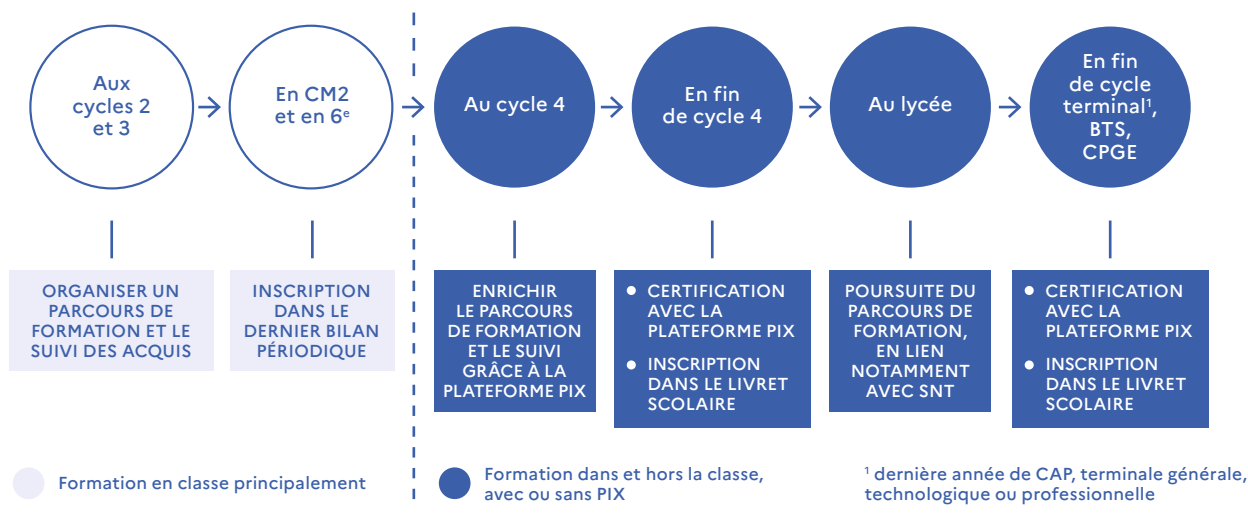 Aux
cycles 2
et 3
En CM2
et en 6ᵉ
Au cycle 4
En fin
de cycle 4
Au lycée
En fin
de cycle
terminal¹,
BTS,
CPGE
ORGANISER UN
PARCOURS DE
FORMATION ET LE
SUIVI DES ACQUIS
INSCRIPTION
DANS LE
DERNIER BILAN
PÉRIODIQUE
ENRICHIR
LE PARCOURS
DE FORMATION
ET LE SUIVI
GRÂCE À LA
PLATEFORME PIX
• CERTIFICATION
AVEC LA
PLATEFORME PIX
• INSCRIPTION
DANS LE LIVRET
SCOLAIRE
POURSUITE DU
PARCOURS DE
FORMATION,
EN LIEN
NOTAMMENT
AVEC SNT
• CERTIFICATION
AVEC LA
PLATEFORME PIX
• INSCRIPTION
DANS LE LIVRET
SCOLAIRE
Formation en classe principalement
Formation dans et hors la classe,
avec ou sans PIX
¹ dernière année de CAP, terminale générale,
technologique ou professionnelle